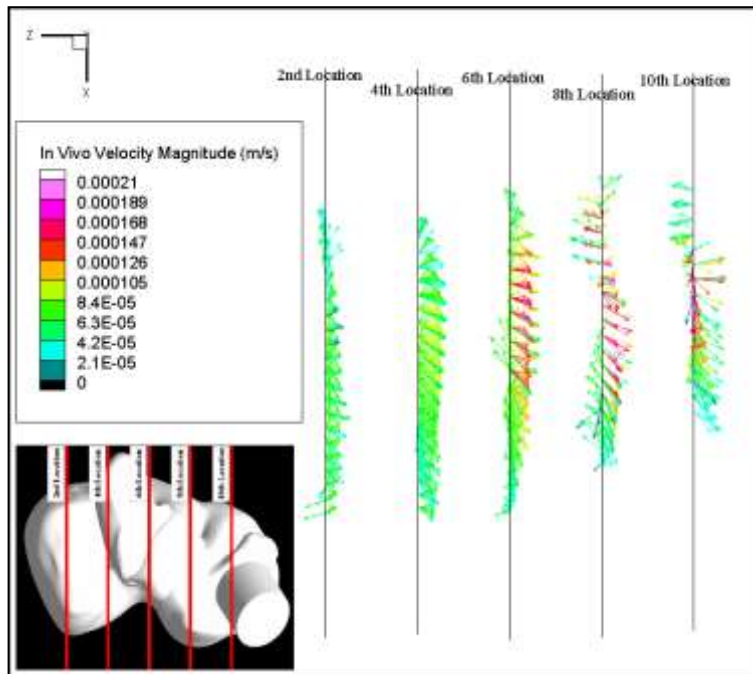 Z
X
2nd Location
4th Location
6th Location
8th Location
10th Location
In Vivo Velocity Magnitude (m/s)
0.00021
0.000189
0.000168
0.000147
0.000126
0.000105
8.4E-05
6.3E-05
4.2E-05
2.1E-05
0
2nd Location